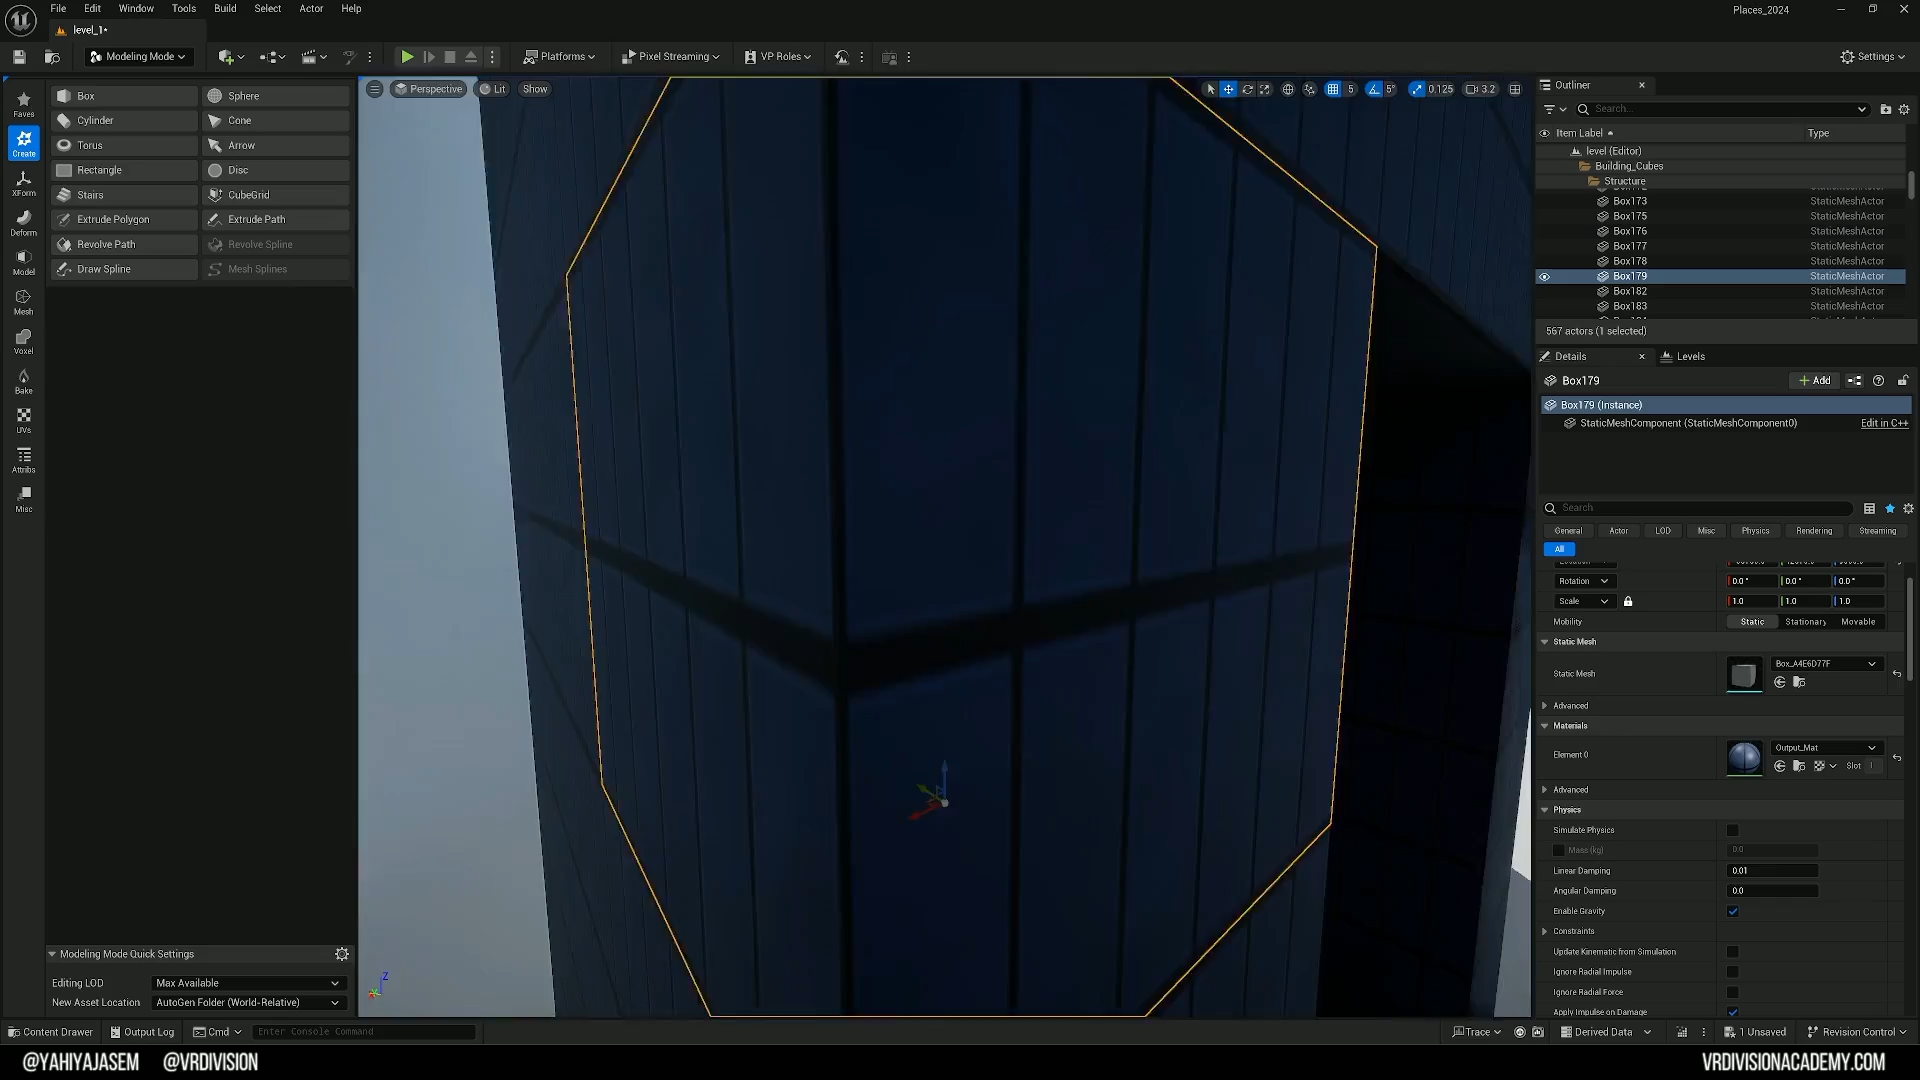 File Edit Window Tools Build Select Actor Help
Places_2024
level_1*
Modeling Mode
Platforms
Pixel Streaming
VP Roles
Settings
Faves
Create
XForm
Deform
Model
Mesh
Voxel
Bake
UVs
Attribs
Misc
Box Sphere
Cylinder Cone
Torus Arrow
Rectangle Disc
Stairs CubeGrid
Extrude Polygon Extrude Path
Revolve Path Revolve Spline
Draw Spline Mesh Splines
Modeling Mode Quick Settings
Editing LOD Max Available
New Asset Location AutoGen Folder (World-Relative)
Perspective Lit Show
5 5° 0.125 3.2
Z
Outliner
Search...
Item Label Type
level (Editor)
Building_Cubes
Structure
Box173 StaticMeshActor
Box175 StaticMeshActor
Box176 StaticMeshActor
Box177 StaticMeshActor
Box178 StaticMeshActor
Box179 StaticMeshActor
Box182 StaticMeshActor
Box183 StaticMeshActor
567 actors (1 selected)
Details Levels
Box179 Add
Box179 (Instance)
StaticMeshComponent (StaticMeshComponent0) Edit in C++
Search
General Actor LOD Misc Physics Rendering Streaming
All
Rotation 0.0° 0.0° 0.0°
Scale 1.0 1.0 1.0
Mobility Static Stationary Movable
Static Mesh
Static Mesh Box_A4E6D77F
Advanced
Materials
Element 0 Output_Mat
Slot
Advanced
Physics
Simulate Physics
Mass (kg) 0.0
Linear Damping 0.01
Angular Damping 0.0
Enable Gravity
Constraints
Update Kinematic from Simulation
Ignore Radial Impulse
Ignore Radial Force
Apply Impulse on Damage
Content Drawer Output Log Cmd Enter Console Command
Trace Derived Data 1 Unsaved Revision Control
@YAHIYAJASEM @VRDIVISION
VRDIVISIONACADEMY.COM